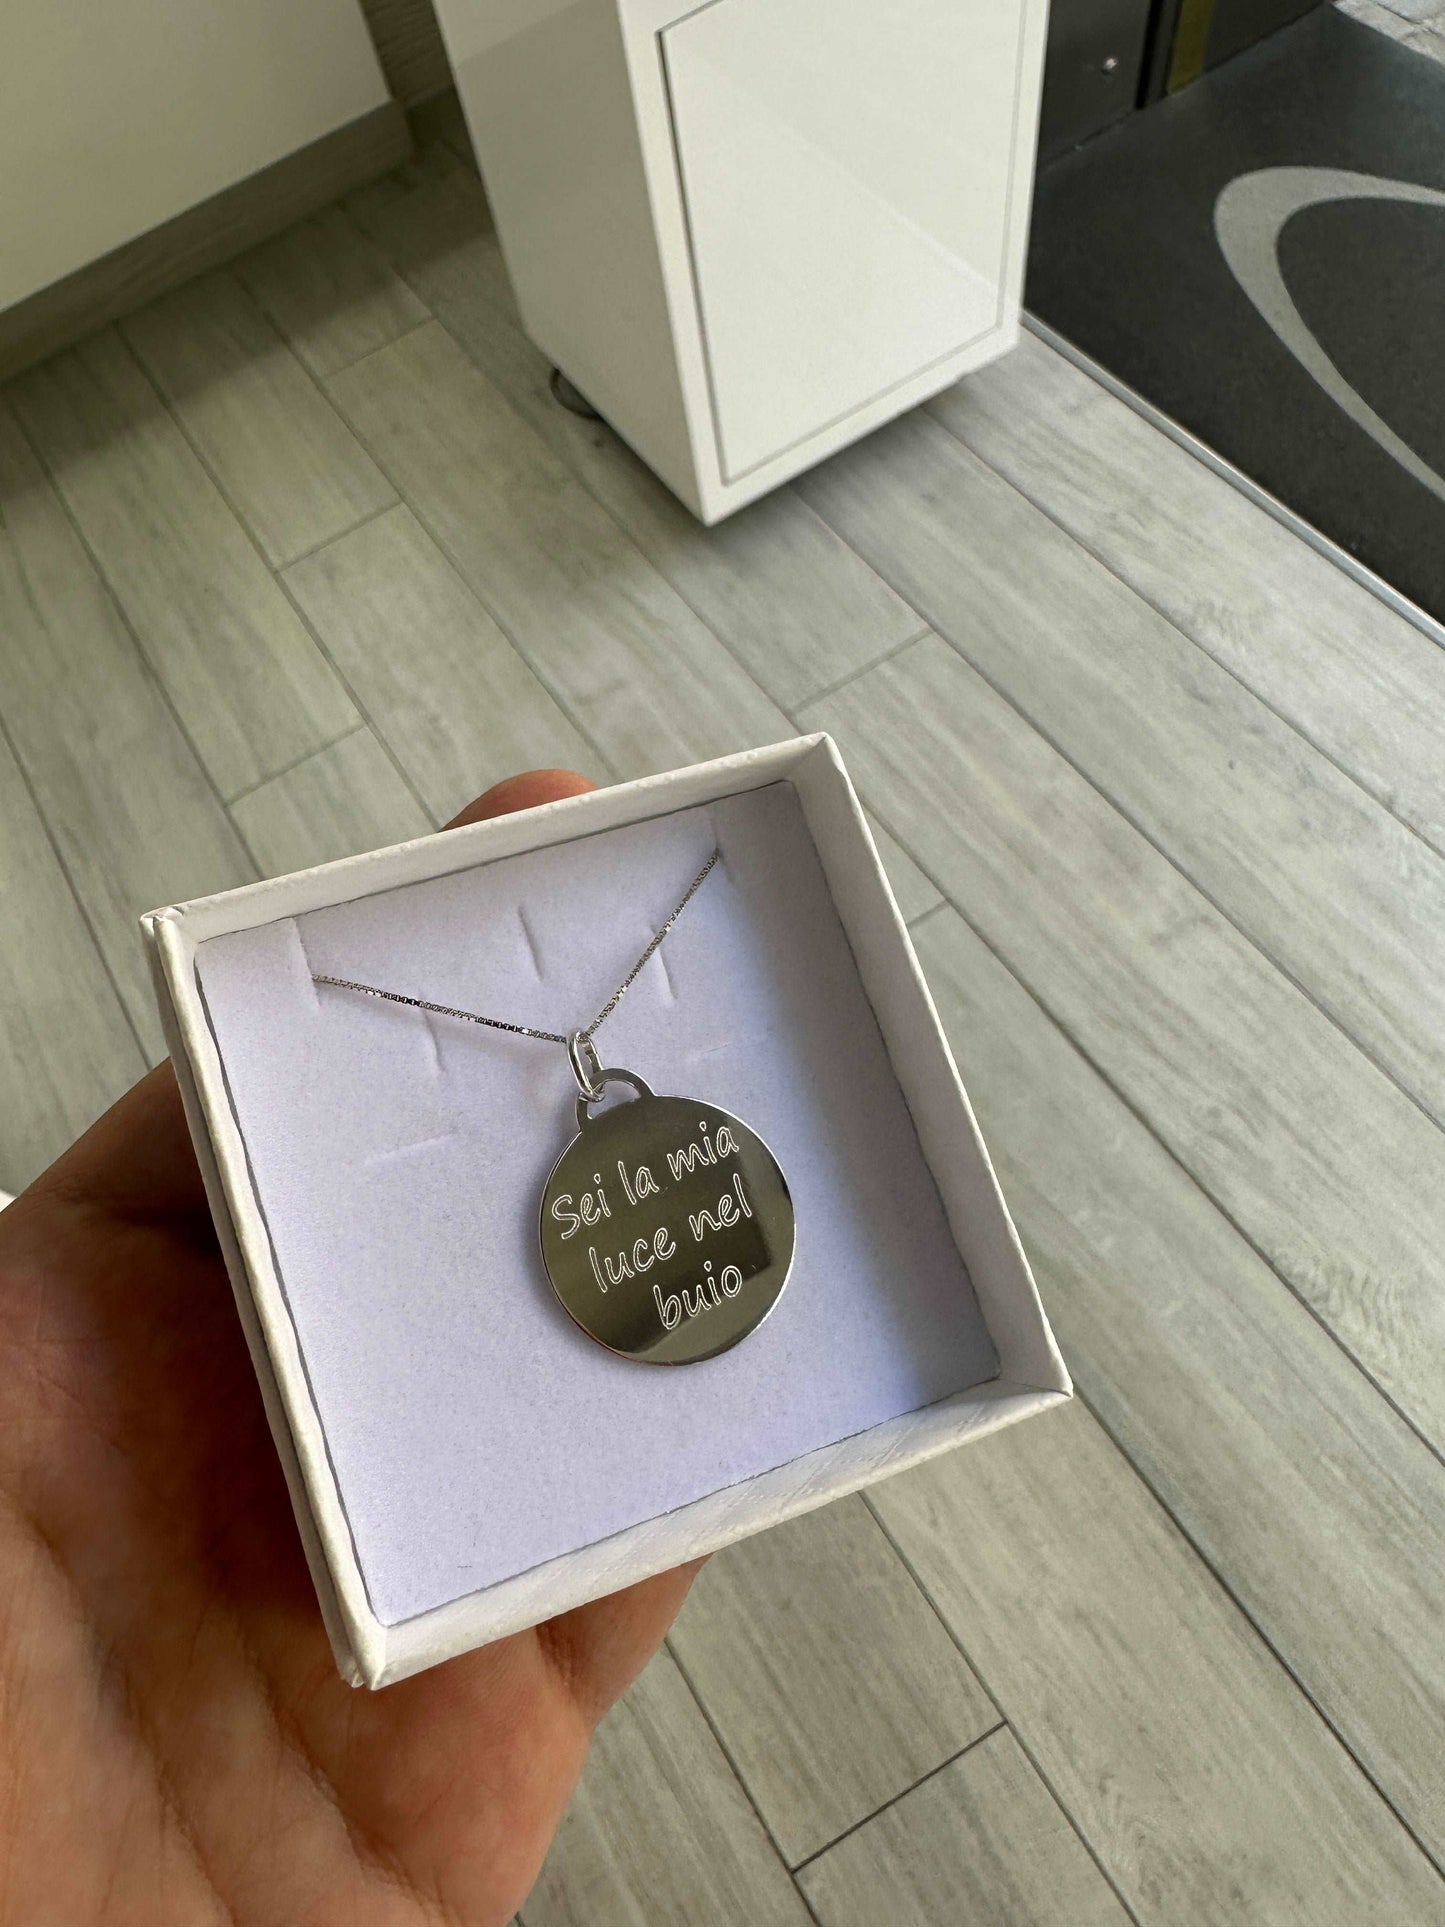 Sei la mia
luce nel
buio